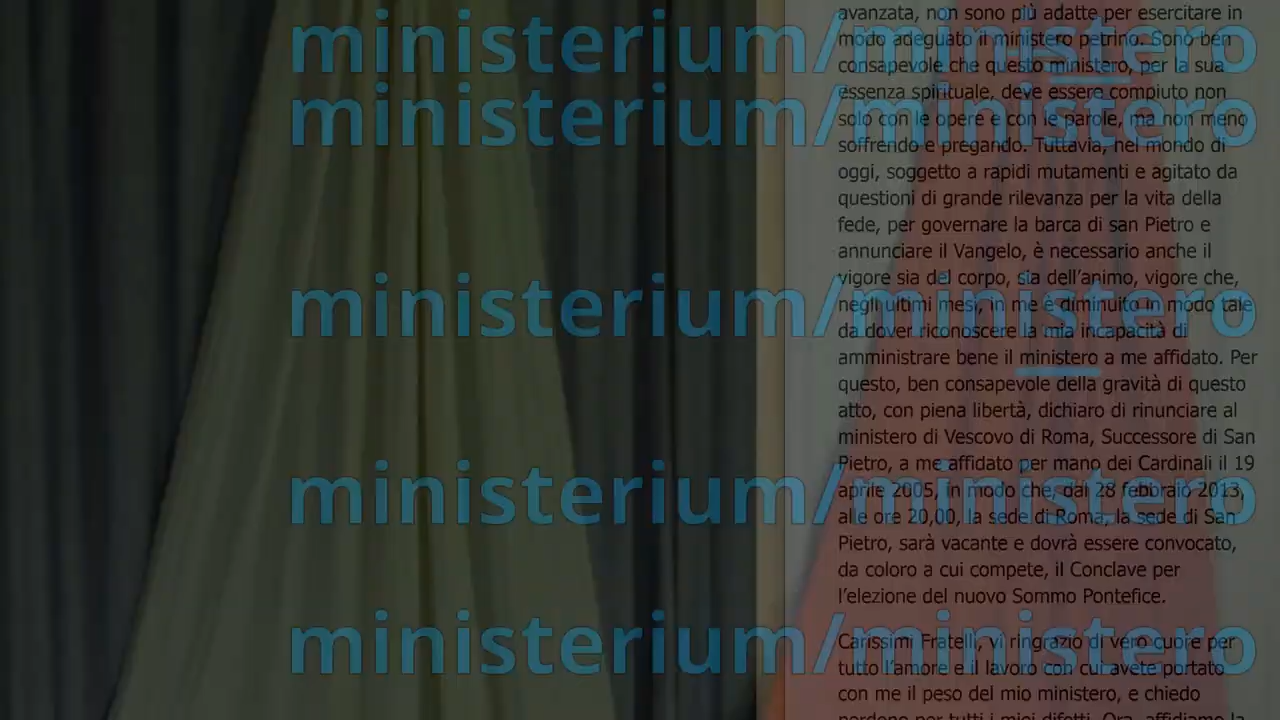 ministerium/ministero
ministerium/ministero
ministerium/ministero
ministerium/ministero
ministerium/ministero
avanzata, non sono più adatte per esercitare in
modo adeguato il ministero petrino. Sono ben
consapevole che questo ministero, per la sua
essenza spirituale, deve essere compiuto non
solo con le opere e con le parole, ma non meno
soffrendo e pregando. Tuttavia, nel mondo di
oggi, soggetto a rapidi mutamenti e agitato da
questioni di grande rilevanza per la vita della
fede, per governare la barca di san Pietro e
annunciare il Vangelo, è necessario anche il
vigore sia del corpo, sia dell’animo, vigore che,
negli ultimi mesi, in me è diminuito in modo tale
da dover riconoscere la mia incapacità di
amministrare bene il ministero a me affidato. Per
questo, ben consapevole della gravità di questo
atto, con piena libertà, dichiaro di rinunciare al
ministero di Vescovo di Roma, Successore di San
Pietro, a me affidato per mano dei Cardinali il 19
aprile 2005, in modo che, dal 28 febbraio 2013,
alle ore 20,00, la sede di Roma, la sede di San
Pietro, sarà vacante e dovrà essere convocato,
da coloro a cui compete, il Conclave per
l’elezione del nuovo Sommo Pontefice.
Carissimi Fratelli, vi ringrazio di vero cuore per
tutto l’amore e il lavoro con cui avete portato
con me il peso del mio ministero, e chiedo
perdono per tutti i miei difetti. Ora, affidiamo la